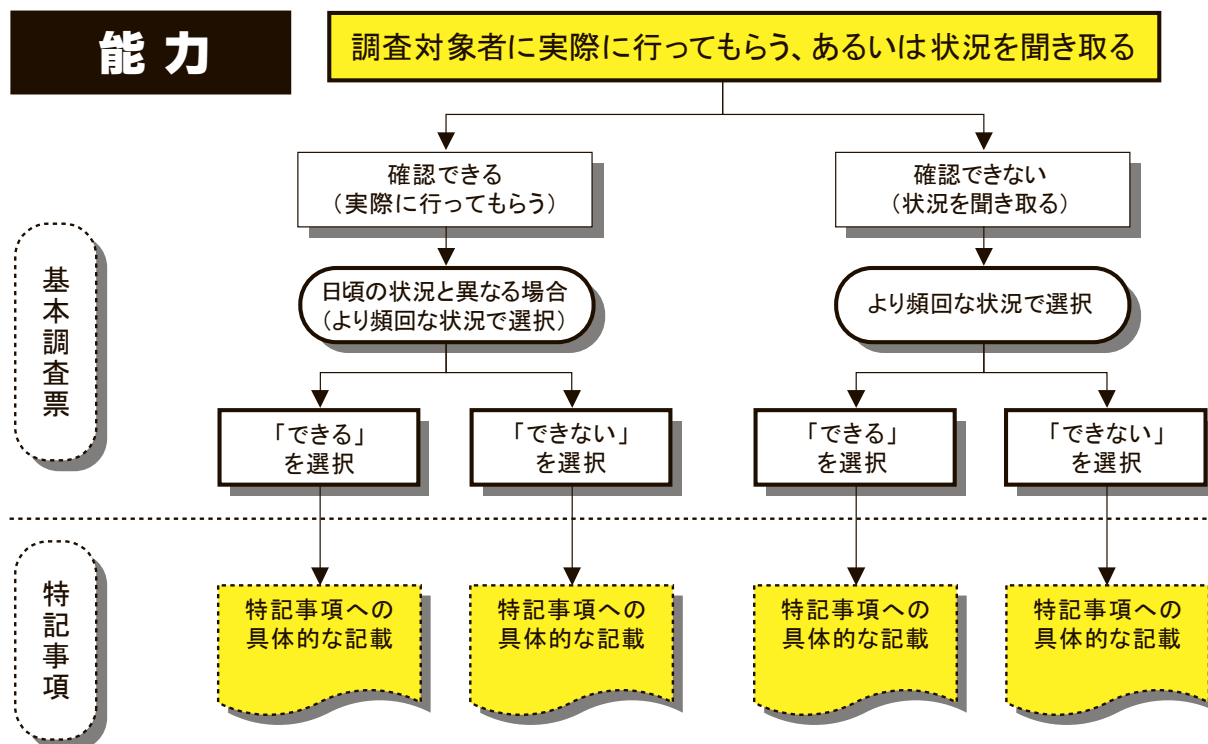 能力
調査対象者に実際に行ってもらう、あるいは状況を聞き取る
確認できる
（実際に行ってもらう）
確認できない
（状況を聞き取る）
基本調査票
日頃の状況と異なる場合
（より頻回な状況で選択）
より頻回な状況で選択
「できる」
を選択
「できない」
を選択
「できる」
を選択
「できない」
を選択
特記事項
特記事項への
具体的な記載
特記事項への
具体的な記載
特記事項への
具体的な記載
特記事項への
具体的な記載